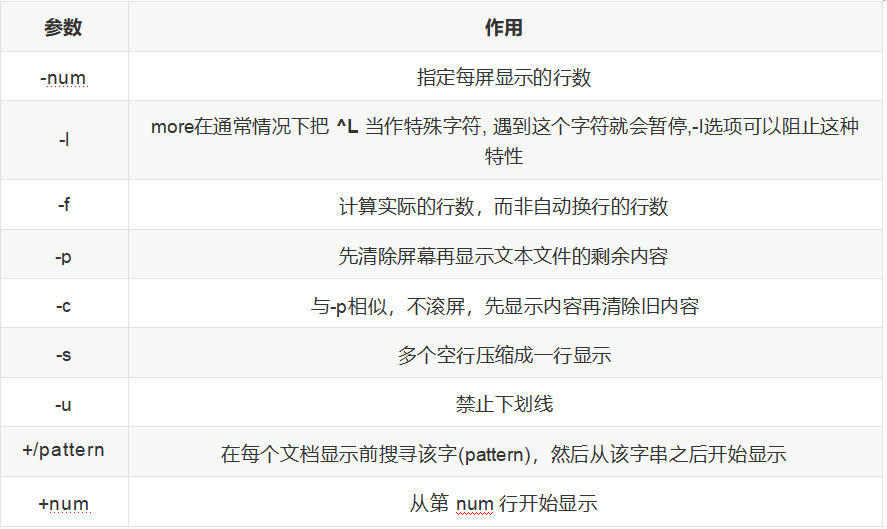 参数 作用
-num 指定每屏显示的行数
more在通常情况下把 ^L 当作特殊字符, 遇到这个字符就会暂停,-l选项可以阻止这种
-l
特性
-f 计算实际的行数，而非自动换行的行数
-p 先清除屏幕再显示文本文件的剩余内容
-c 与-p相似，不滚屏，先显示内容再清除旧内容
-s 多个空行压缩成一行显示
-u 禁止下划线
+/pattern 在每个文档显示前搜寻该字(pattern)，然后从该字串之后开始显示
+num 从第 num 行开始显示